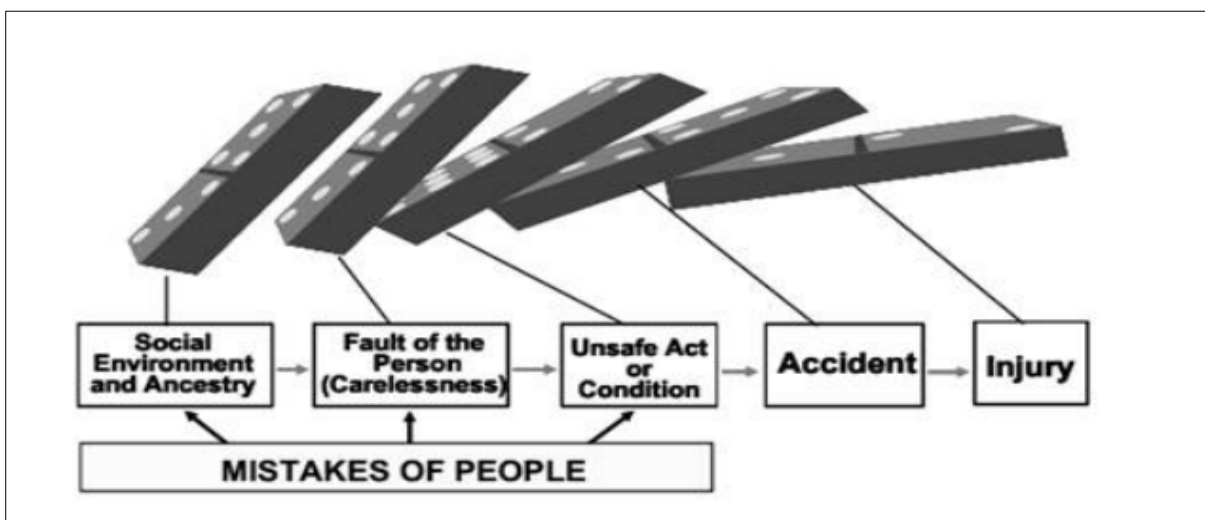 Social
Environment
and Ancestry
Fault of the
Person
(Carelessness)
Unsafe Act
or
Condition
Accident
Injury
MISTAKES OF PEOPLE